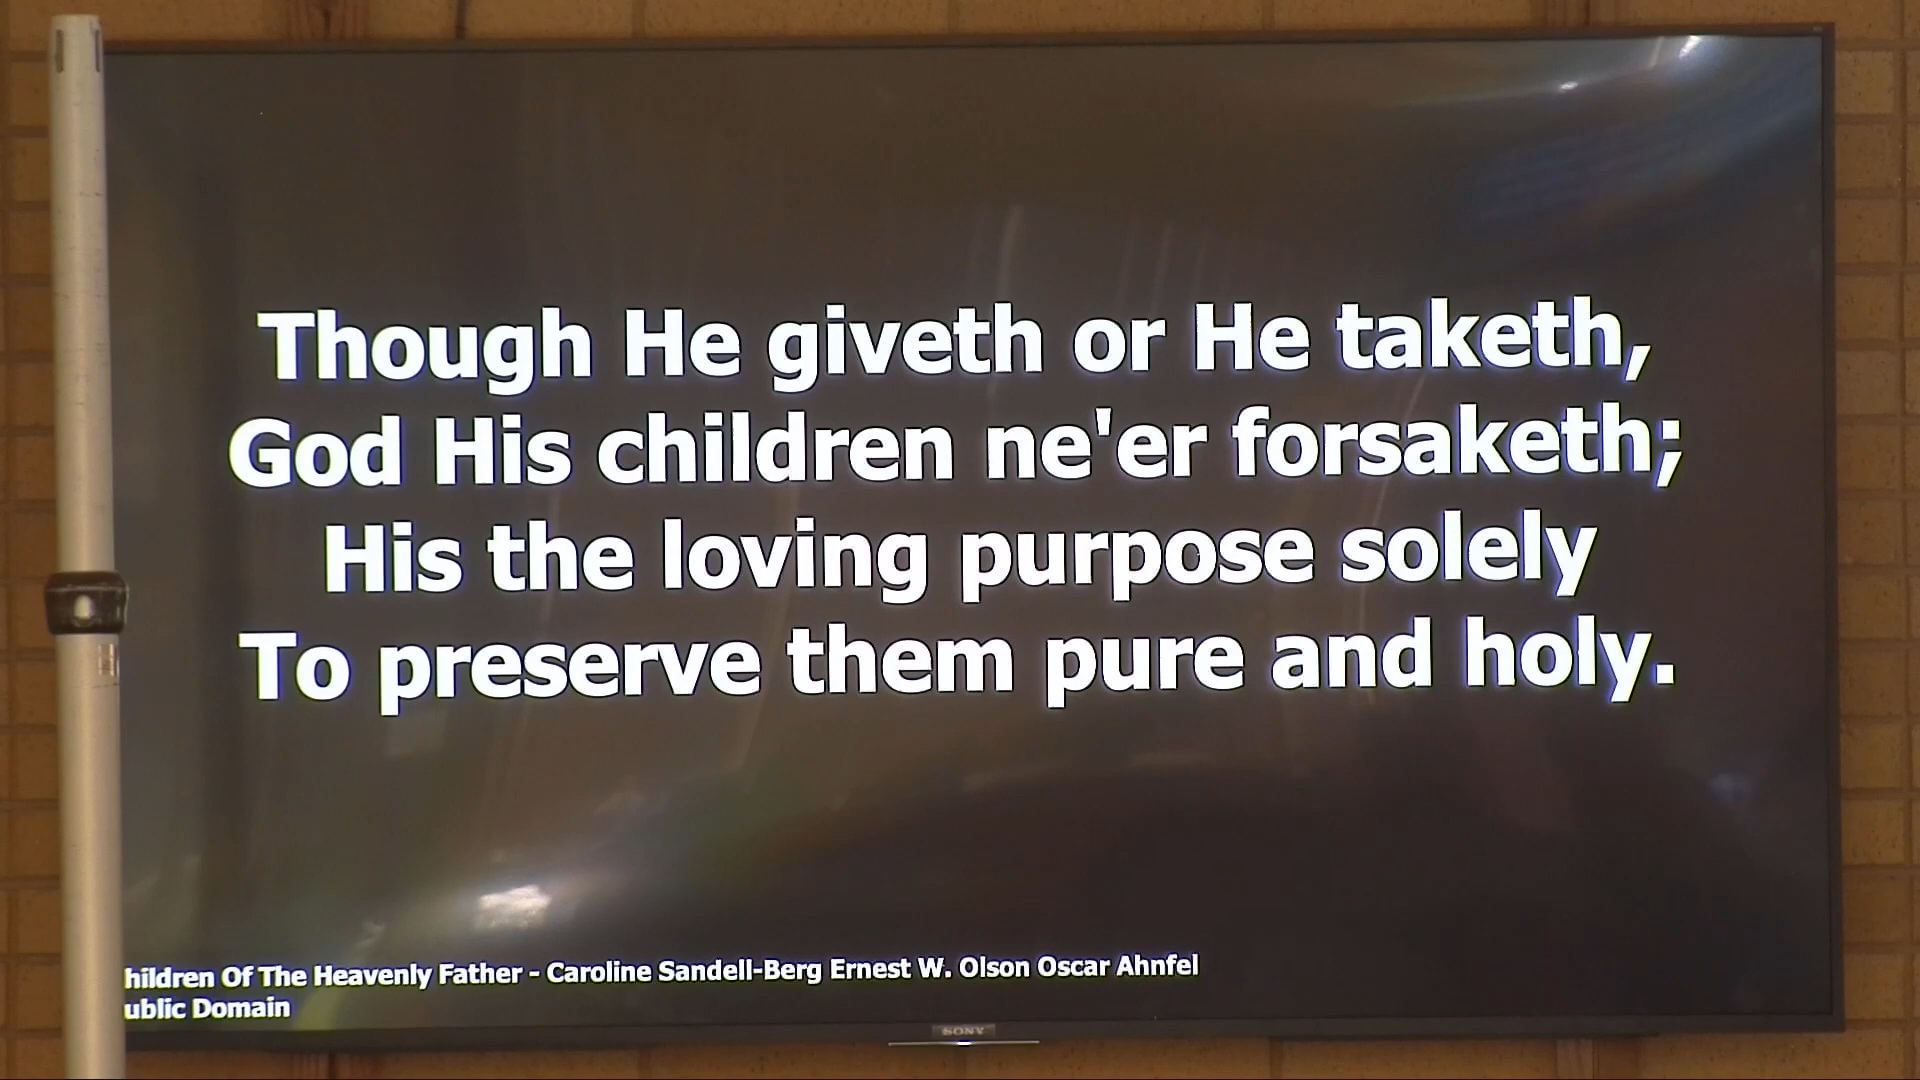 Though He giveth or He taketh,
God His children ne'er forsaketh;
His the loving purpose solely
To preserve them pure and holy.
hildren Of The Heavenly Father - Caroline Sandell-Berg Ernest W. Olson Oscar Ahnfel
ublic Domain
SONY